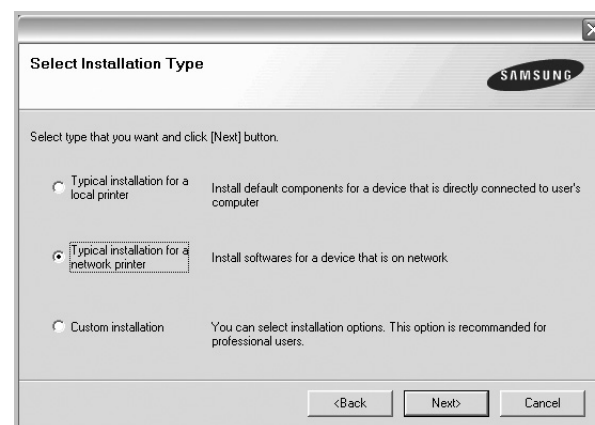 Select Installation Type
SAMSUNG
Select type that you want and click [Next] button.
Typical installation for a
local printer
Install default components for a device that is directly connected to user's
computer
Typical installation for a
network printer
Install softwares for a device that is on network
Custom installation
You can select installation options. This option is recommanded for
professional users.
<Back
Next>
Cancel